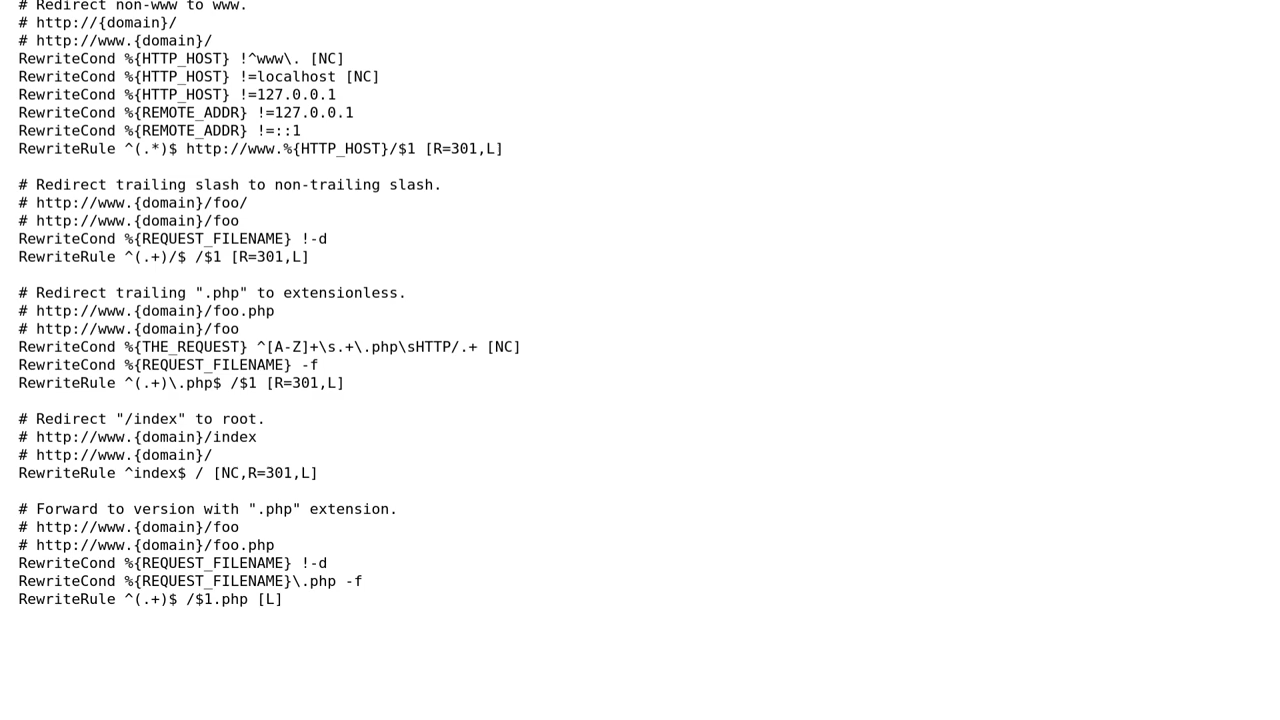 # Redirect non-www to www.
# http://{domain}/
# http://www.{domain}/
RewriteCond %{HTTP_HOST} !^www\. [NC]
RewriteCond %{HTTP_HOST} !=localhost [NC]
RewriteCond %{HTTP_HOST} !=127.0.0.1
RewriteCond %{REMOTE_ADDR} !=127.0.0.1
RewriteCond %{REMOTE_ADDR} !=::1
RewriteRule ^(.*)$ http://www.%{HTTP_HOST}/$1 [R=301,L]

# Redirect trailing slash to non-trailing slash.
# http://www.{domain}/foo/
# http://www.{domain}/foo
RewriteCond %{REQUEST_FILENAME} !-d
RewriteRule ^(.+)/$ /$1 [R=301,L]

# Redirect trailing ".php" to extensionless.
# http://www.{domain}/foo.php
# http://www.{domain}/foo
RewriteCond %{THE_REQUEST} ^[A-Z]+\s.+\.php\sHTTP/.+ [NC]
RewriteCond %{REQUEST_FILENAME} -f
RewriteRule ^(.+)\.php$ /$1 [R=301,L]

# Redirect "/index" to root.
# http://www.{domain}/index
# http://www.{domain}/
RewriteRule ^index$ / [NC,R=301,L]

# Forward to version with ".php" extension.
# http://www.{domain}/foo
# http://www.{domain}/foo.php
RewriteCond %{REQUEST_FILENAME} !-d
RewriteCond %{REQUEST_FILENAME}\.php -f
RewriteRule ^(.+)$ /$1.php [L]